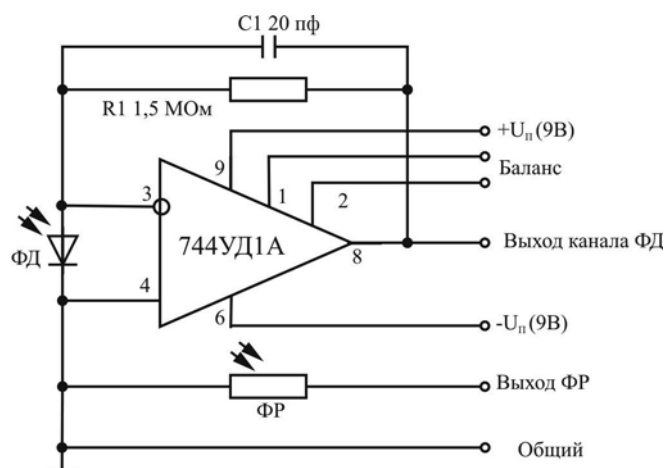 C1 20 пф
R1 1,5 МОм
+Uп (9В)
9
Баланс
1
2
3
744УД1А
Выход канала ФД
8
ФД
4
6
-Uп (9В)
Выход ФР
ФР
Общий